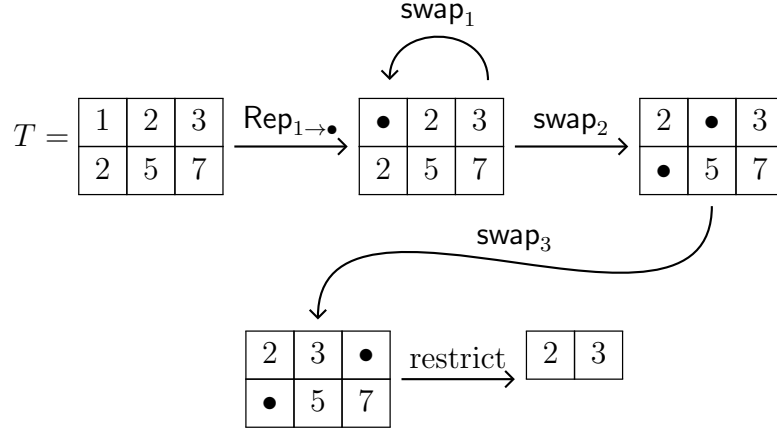 swap₁
T = 1 2 3 Rep₁→• • 2 3 swap₂ 2 • 3
2 5 7 2 5 7 • 5 7
swap₃
2 3 • restrict 2 3
• 5 7